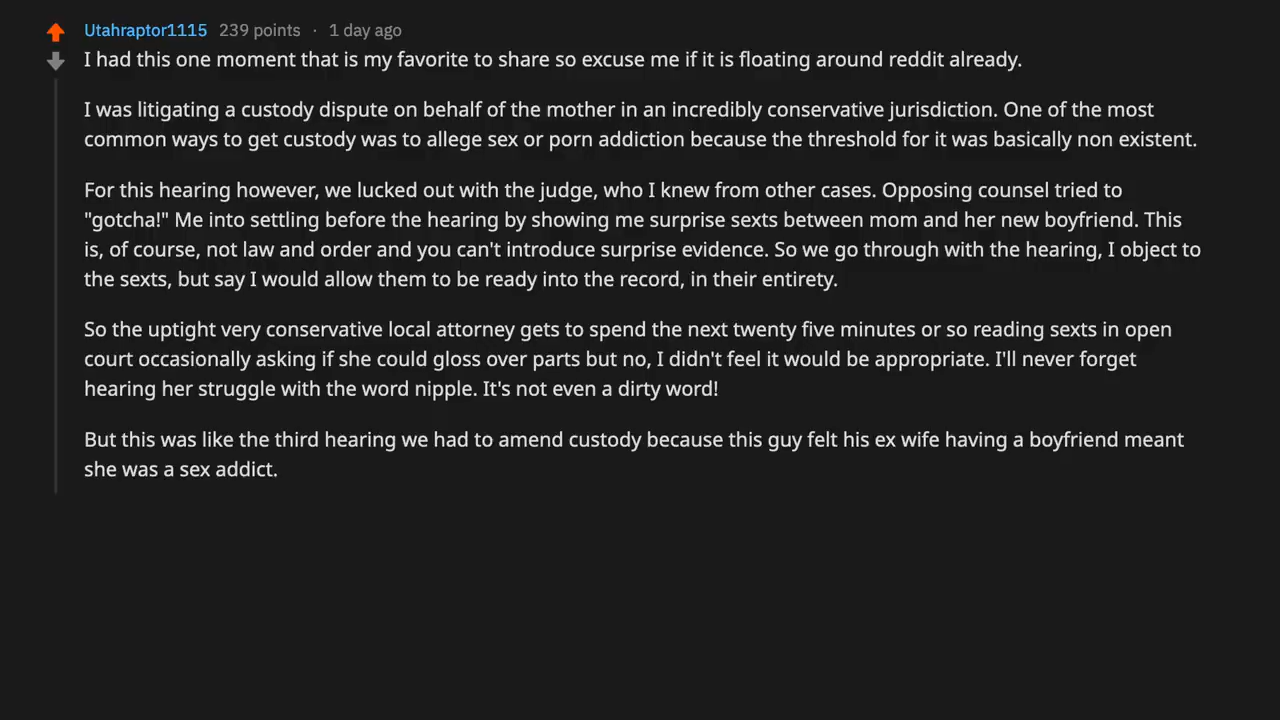 Utahraptor1115 239 points · 1 day ago
I had this one moment that is my favorite to share so excuse me if it is floating around reddit already.
I was litigating a custody dispute on behalf of the mother in an incredibly conservative jurisdiction. One of the most
common ways to get custody was to allege sex or porn addiction because the threshold for it was basically non existent.
For this hearing however, we lucked out with the judge, who I knew from other cases. Opposing counsel tried to
"gotcha!" Me into settling before the hearing by showing me surprise sexts between mom and her new boyfriend. This
is, of course, not law and order and you can't introduce surprise evidence. So we go through with the hearing, I object to
the sexts, but say I would allow them to be ready into the record, in their entirety.
So the uptight very conservative local attorney gets to spend the next twenty five minutes or so reading sexts in open
court occasionally asking if she could gloss over parts but no, I didn't feel it would be appropriate. I'll never forget
hearing her struggle with the word nipple. It's not even a dirty word!
But this was like the third hearing we had to amend custody because this guy felt his ex wife having a boyfriend meant
she was a sex addict.